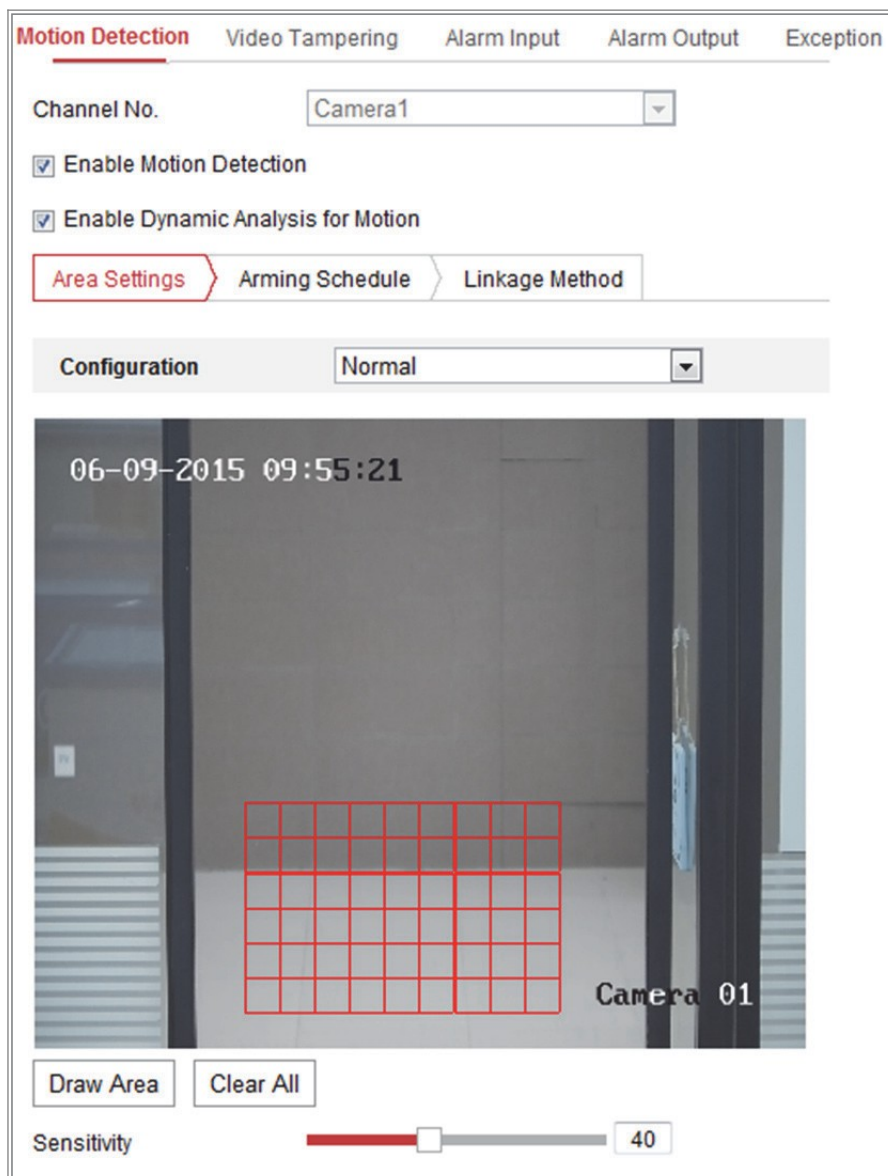 Motion Detection Video Tampering Alarm Input Alarm Output Exception
Channel No. Camera1
Enable Motion Detection
Enable Dynamic Analysis for Motion
Area Settings Arming Schedule Linkage Method
Configuration Normal
06-09-2015 09:55:21
Camera 01
Draw Area Clear All
Sensitivity 40